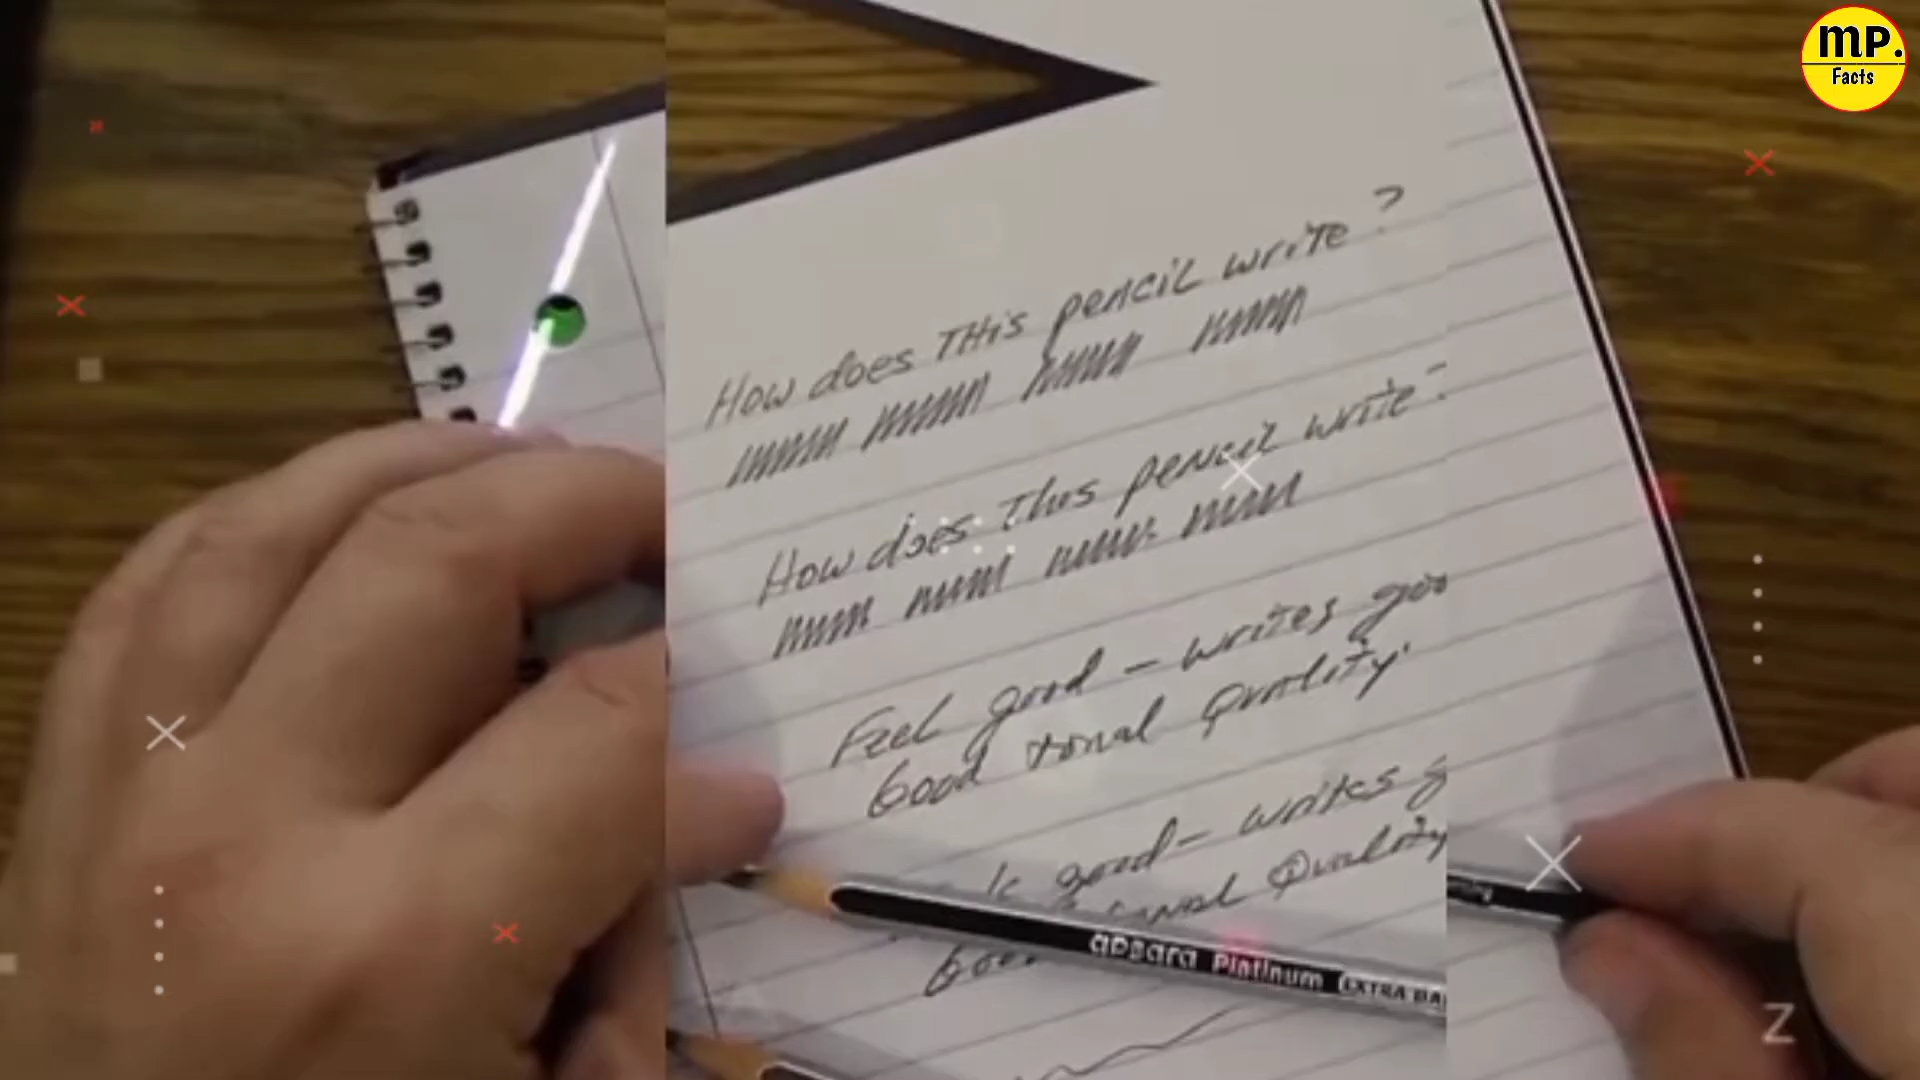 mP.
Facts
How does THis pencil write?
How does This pencil write?
Feel good – writes
Good Tonal Quality.
good – writes
Quality
apsara Platinum EXTRA
Z